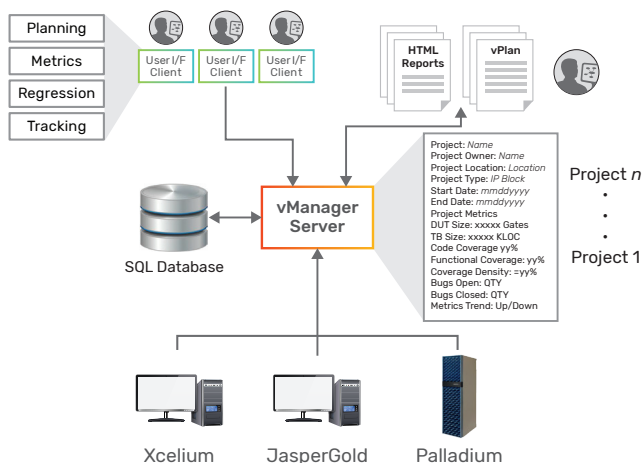 Planning
Metrics
Regression
Tracking
User I/F
Client
User I/F
Client
User I/F
Client
HTML
Reports
vPlan
SQL Database
vManager
Server
Project: Name
Project Owner: Name
Project Location: Location
Project Type: IP Block
Start Date: mmddyyyy
End Date: mmddyyyy
Project Metrics
DUT Size: xxxxx Gates
TB Size: xxxxx KLOC
Code Coverage yy%
Functional Coverage: yy%
Coverage Density: =yy%
Bugs Open: QTY
Bugs Closed: QTY
Metrics Trend: Up/Down
Project n
Project 1
Xcelium
JasperGold
Palladium